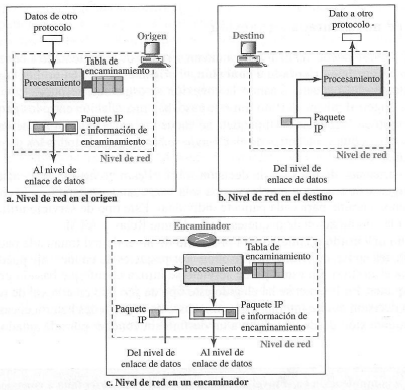 Datos de otro
protocolo
Origen
Tabla de
encaminamiento
Procesamiento
Paquete IP
e información de
encaminamiento
Nivel de red
Al nivel de
enlace de datos
a. Nivel de red en el origen
Dato a otro
protocolo -
Destino
Procesamiento
Paquete
IP
Nivel de red
Del nivel de
enlace de datos
b. Nivel de red en el destino
Encaminador
Tabla de
encaminamiento
Procesamiento
Paquete
IP
Paquete IP
e información de
encaminamiento
Nivel de red
Del nivel de
enlace de datos
Al nivel de
enlace de datos
c. Nivel de red en un encaminador